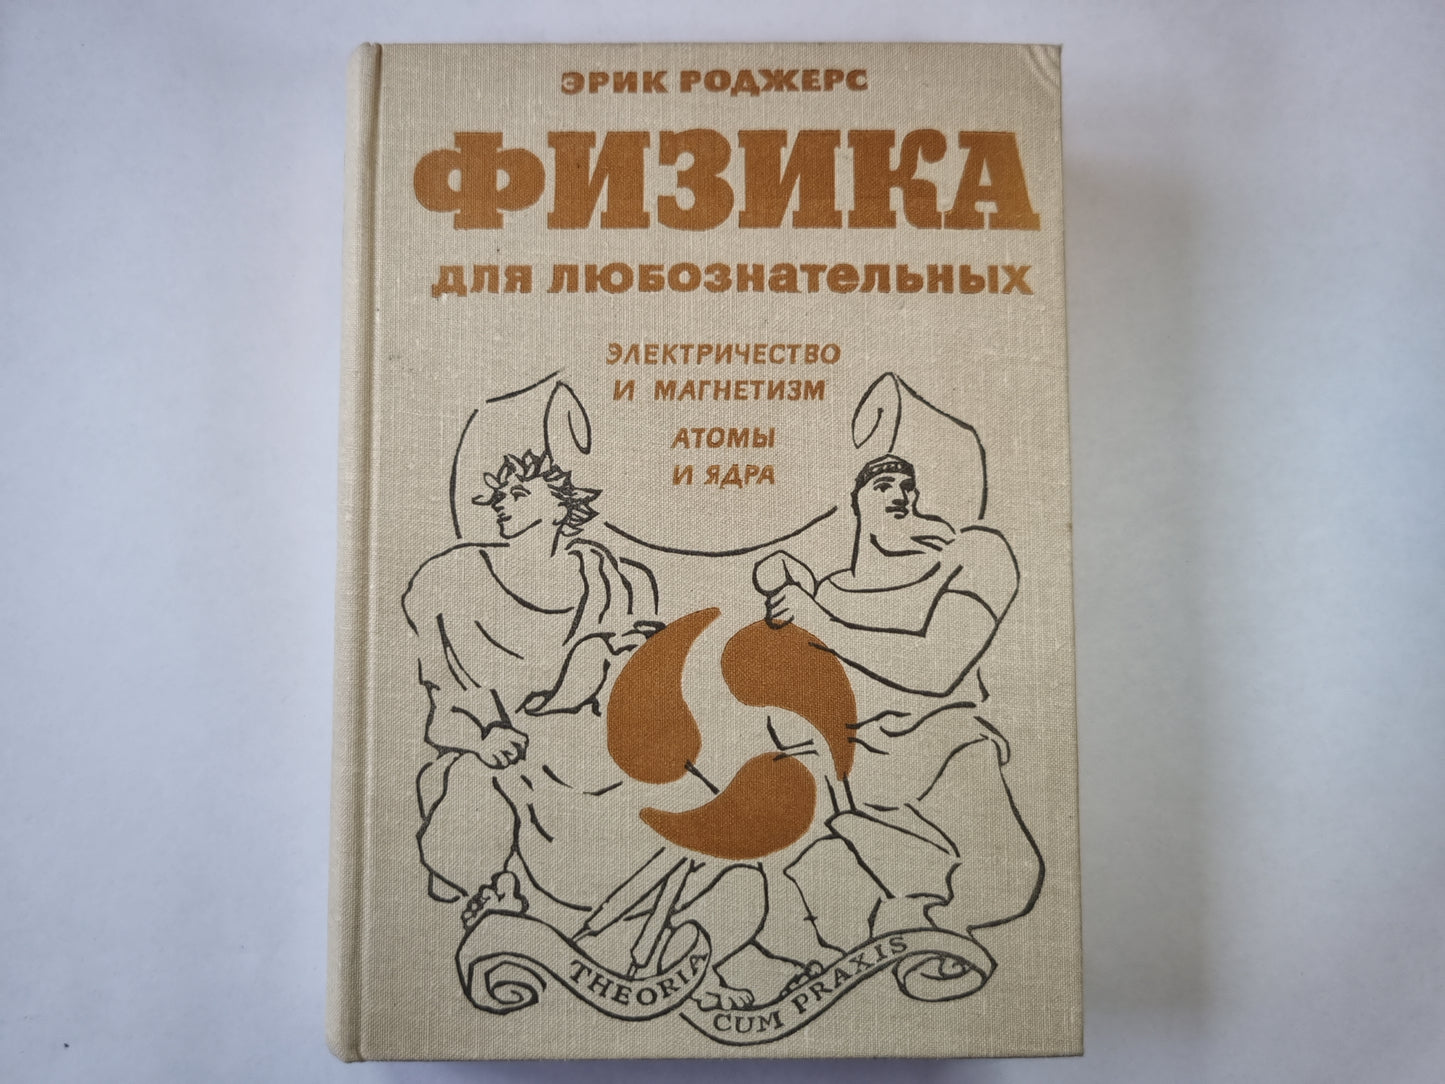 ЭРИК РОДЖЕРС
ФИЗИКА
ДЛЯ ЛЮБОЗНАТЕЛЬНЫХ
ЭЛЕКТРИЧЕСТВО
И МАГНЕТИЗМ
АТОМЫ
И ЯДРА
THEORIA
CUM PRAXIS